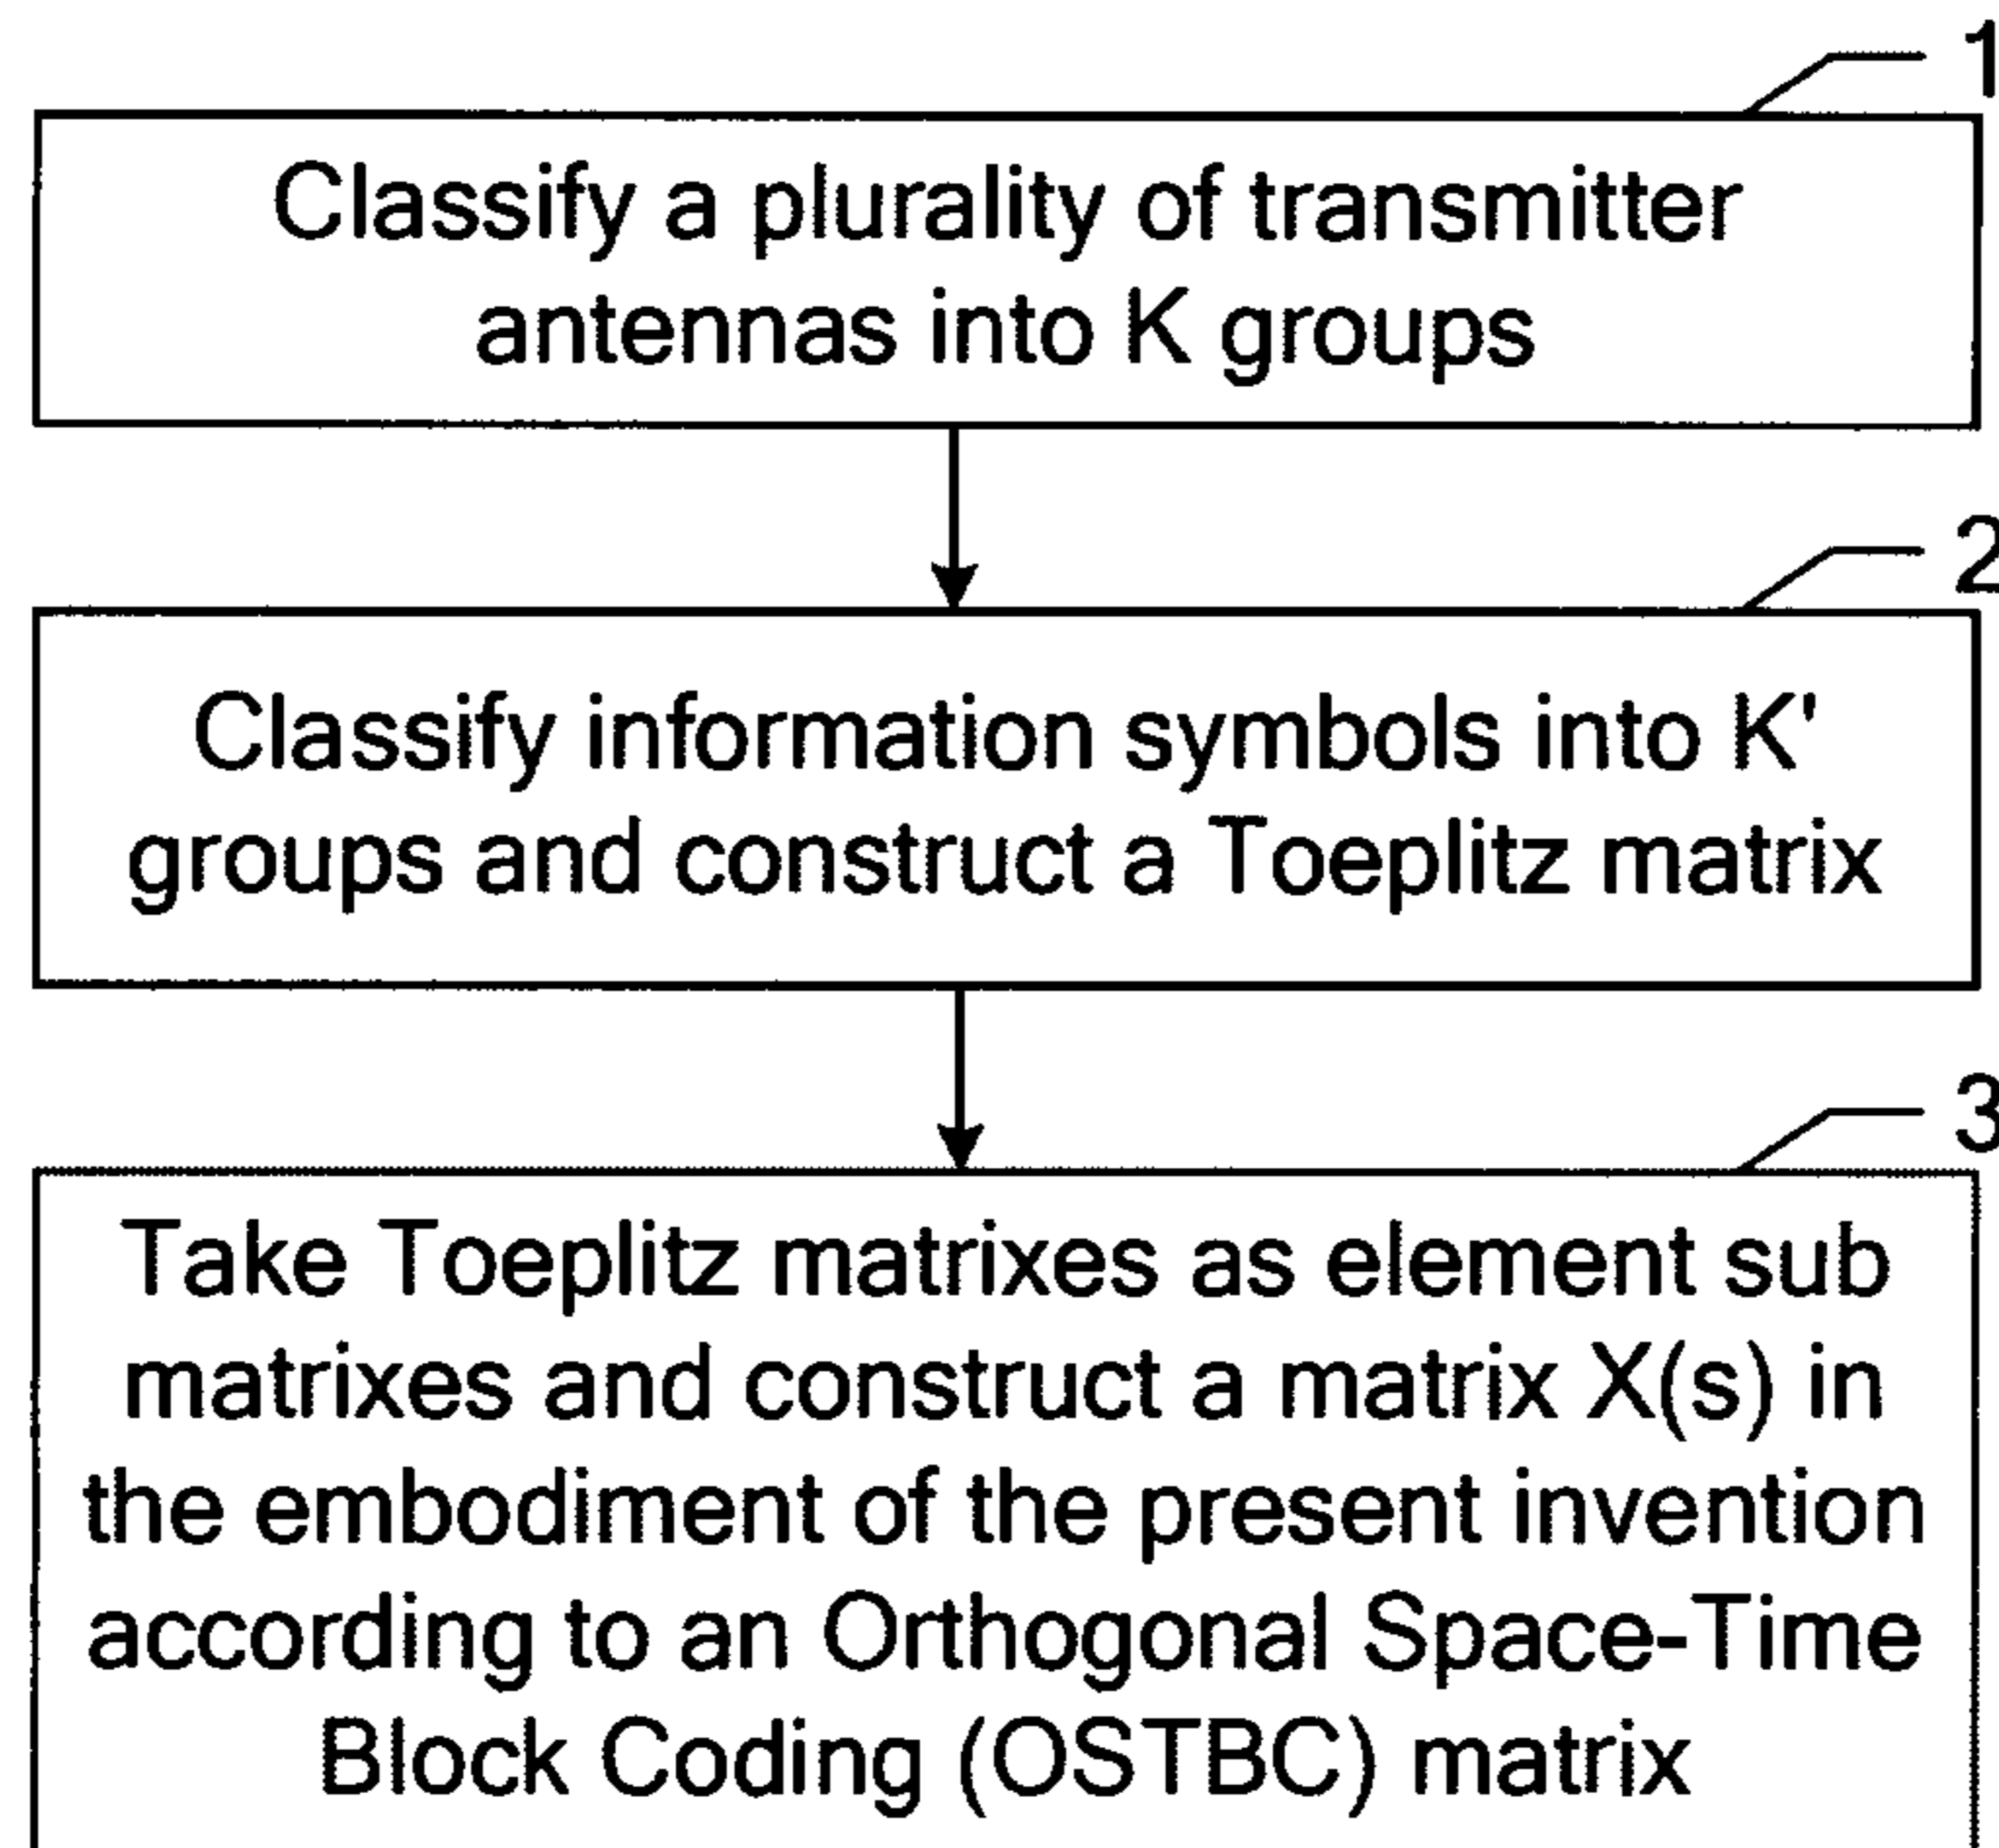 1
Classify a plurality of transmitter
antennas into K groups
2
Classify information symbols into K'
groups and construct a Toeplitz matrix
3
Take Toeplitz matrixes as element sub
matrixes and construct a matrix X(s) in
the embodiment of the present invention
according to an Orthogonal Space-Time
Block Coding (OSTBC) matrix